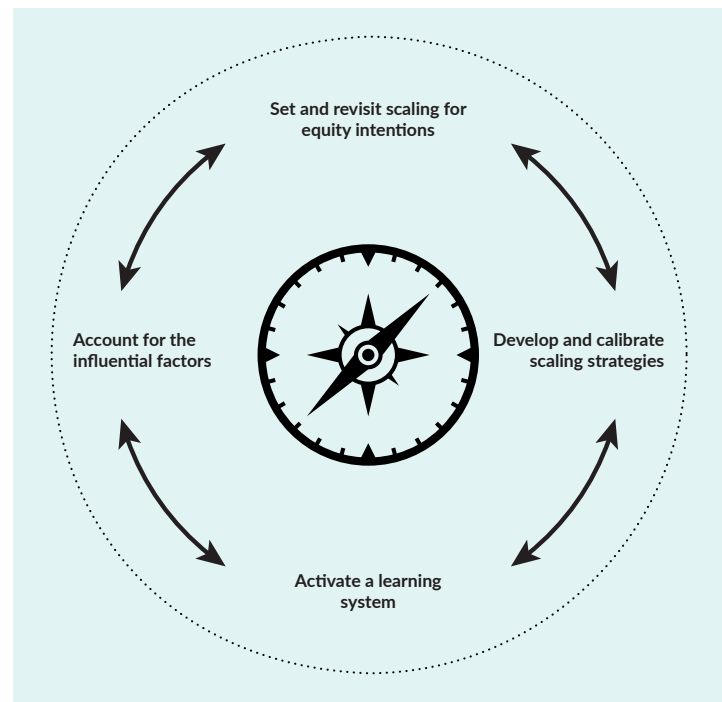 Set and revisit scaling for
equity intentions
Account for the
influential factors
Develop and calibrate
scaling strategies
Activate a learning
system